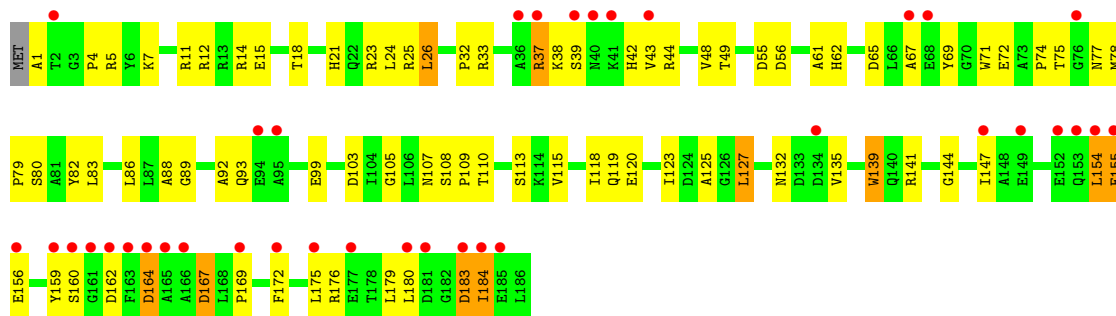 MET A1 T2 G3 P4 R5 Y6 K7 R11 R12 R13 R14 E15 T18 H21 Q22 R23 L24 R25 L26 P32 R33 A36 R37 K38 S39 N40 K41 H42 V43 R44 V48 T49 D55 D56 A61 H62 D65 L66 A67 E68 Y69 G70 W71 E72 A73 P74 T75 G76 N77 M78
P79 S80 A81 Y82 L83 L86 L87 A88 G89 A92 Q93 E94 A95 E99 D103 I104 G105 L106 N107 S108 P109 T110 S113 K114 V115 I118 Q119 E120 I123 D124 A125 G126 L127 N132 D133 D134 V135 W139 Q140 R141 G144 I147 A148 E149 E152 Q153 L154 F155
E156 Y159 S160 G161 D162 F163 D164 A165 A166 D167 L168 P169 F172 L175 R176 E177 T178 L179 L180 D181 G182 D183 I184 E185 L186